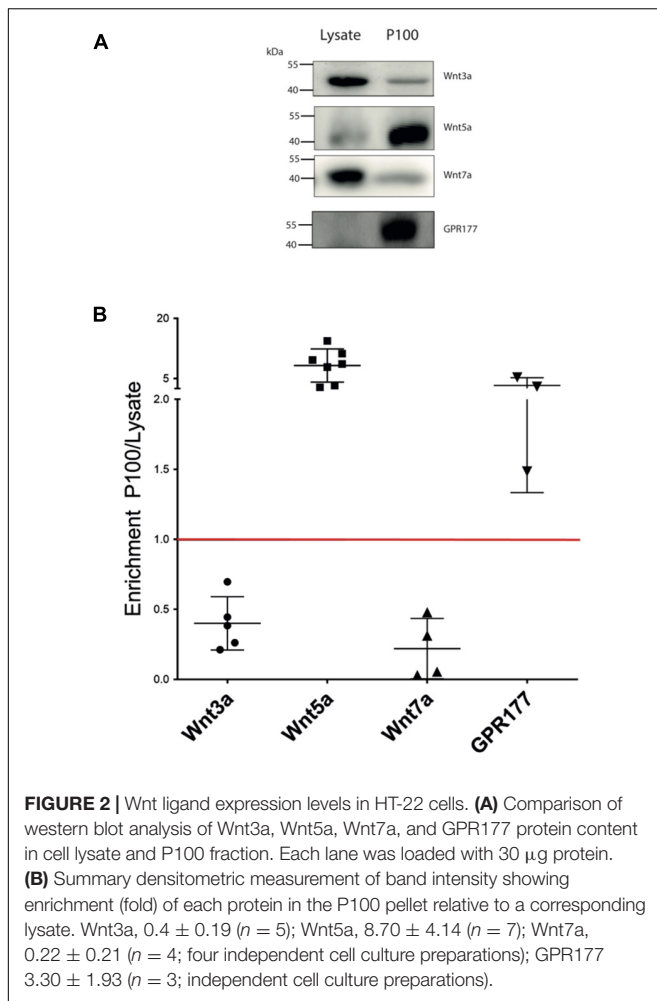 A
Lysate P100
kDa
55
40
Wnt3a
55
40
Wnt5a
55
40
Wnt7a
55
40
GPR177
B
Enrichment P100/Lysate
20
5
2.0
1.5
1.0
0.5
0.0
Wnt3a
Wnt5a
Wnt7a
GPR177
FIGURE 2 | Wnt ligand expression levels in HT-22 cells. (A) Comparison of
western blot analysis of Wnt3a, Wnt5a, Wnt7a, and GPR177 protein content
in cell lysate and P100 fraction. Each lane was loaded with 30 μg protein.
(B) Summary densitometric measurement of band intensity showing
enrichment (fold) of each protein in the P100 pellet relative to a corresponding
lysate. Wnt3a, 0.4 ± 0.19 (n = 5); Wnt5a, 8.70 ± 4.14 (n = 7); Wnt7a,
0.22 ± 0.21 (n = 4; four independent cell culture preparations); GPR177
3.30 ± 1.93 (n = 3; independent cell culture preparations).